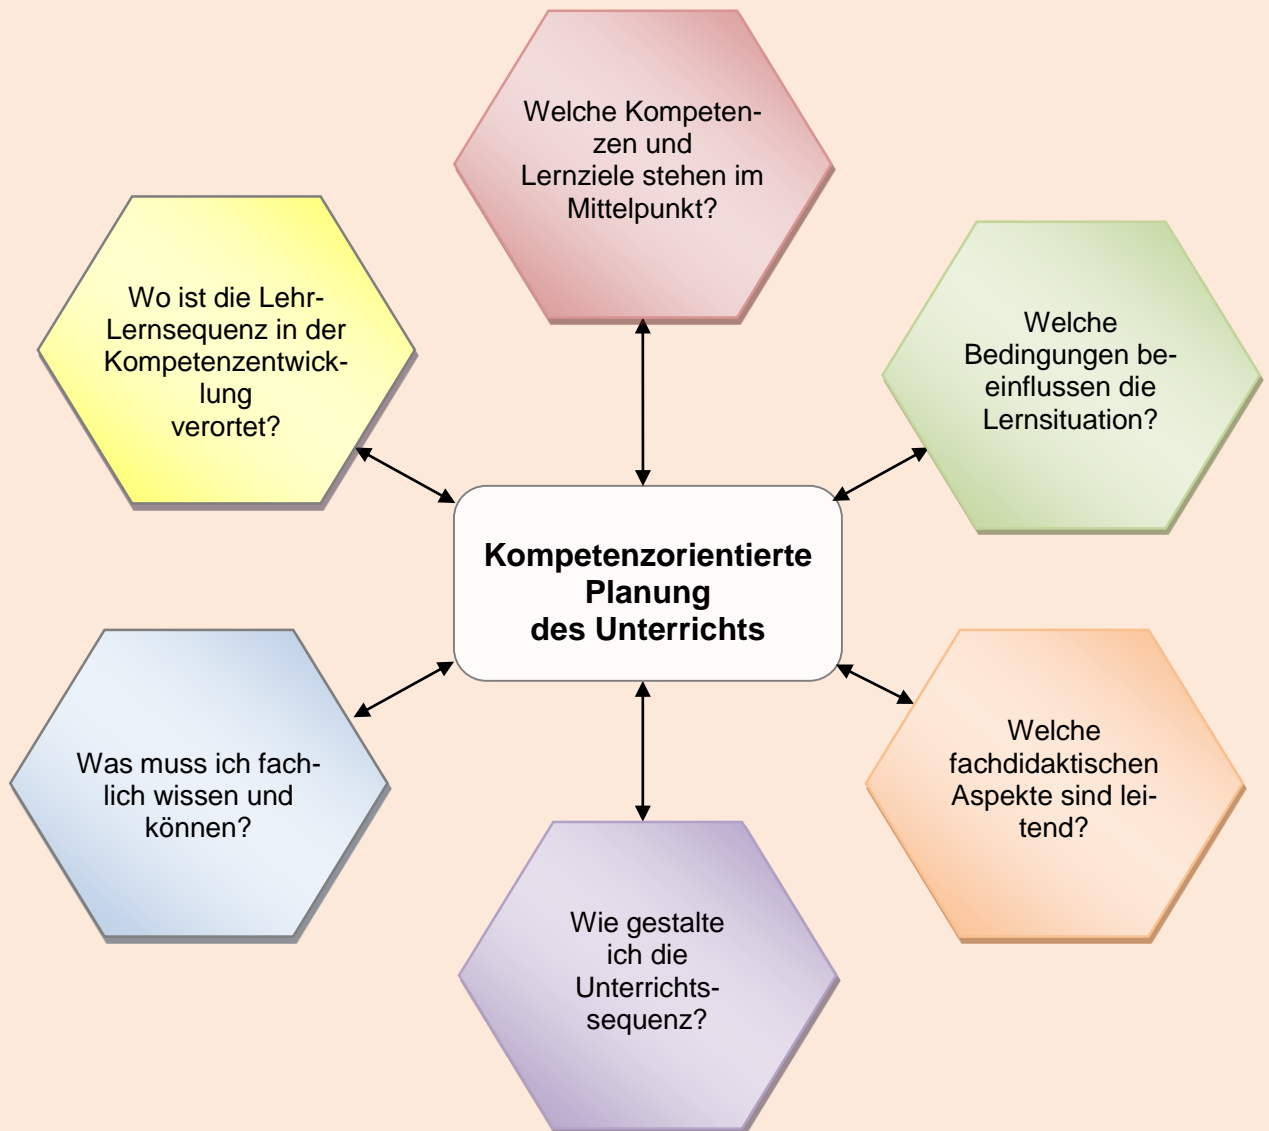 Welche Kompeten-
zen und
Lernziele stehen im
Mittelpunkt?
Wo ist die Lehr-
Lernsequenz in der
Kompetenzentwick-
lung
verortet?
Welche
Bedingungen be-
einflussen die
Lernsituation?
Kompetenzorientierte
Planung
des Unterrichts
Was muss ich fach-
lich wissen und
können?
Welche
fachdidaktischen
Aspekte sind lei-
tend?
Wie gestalte
ich die
Unterrichts-
sequenz?